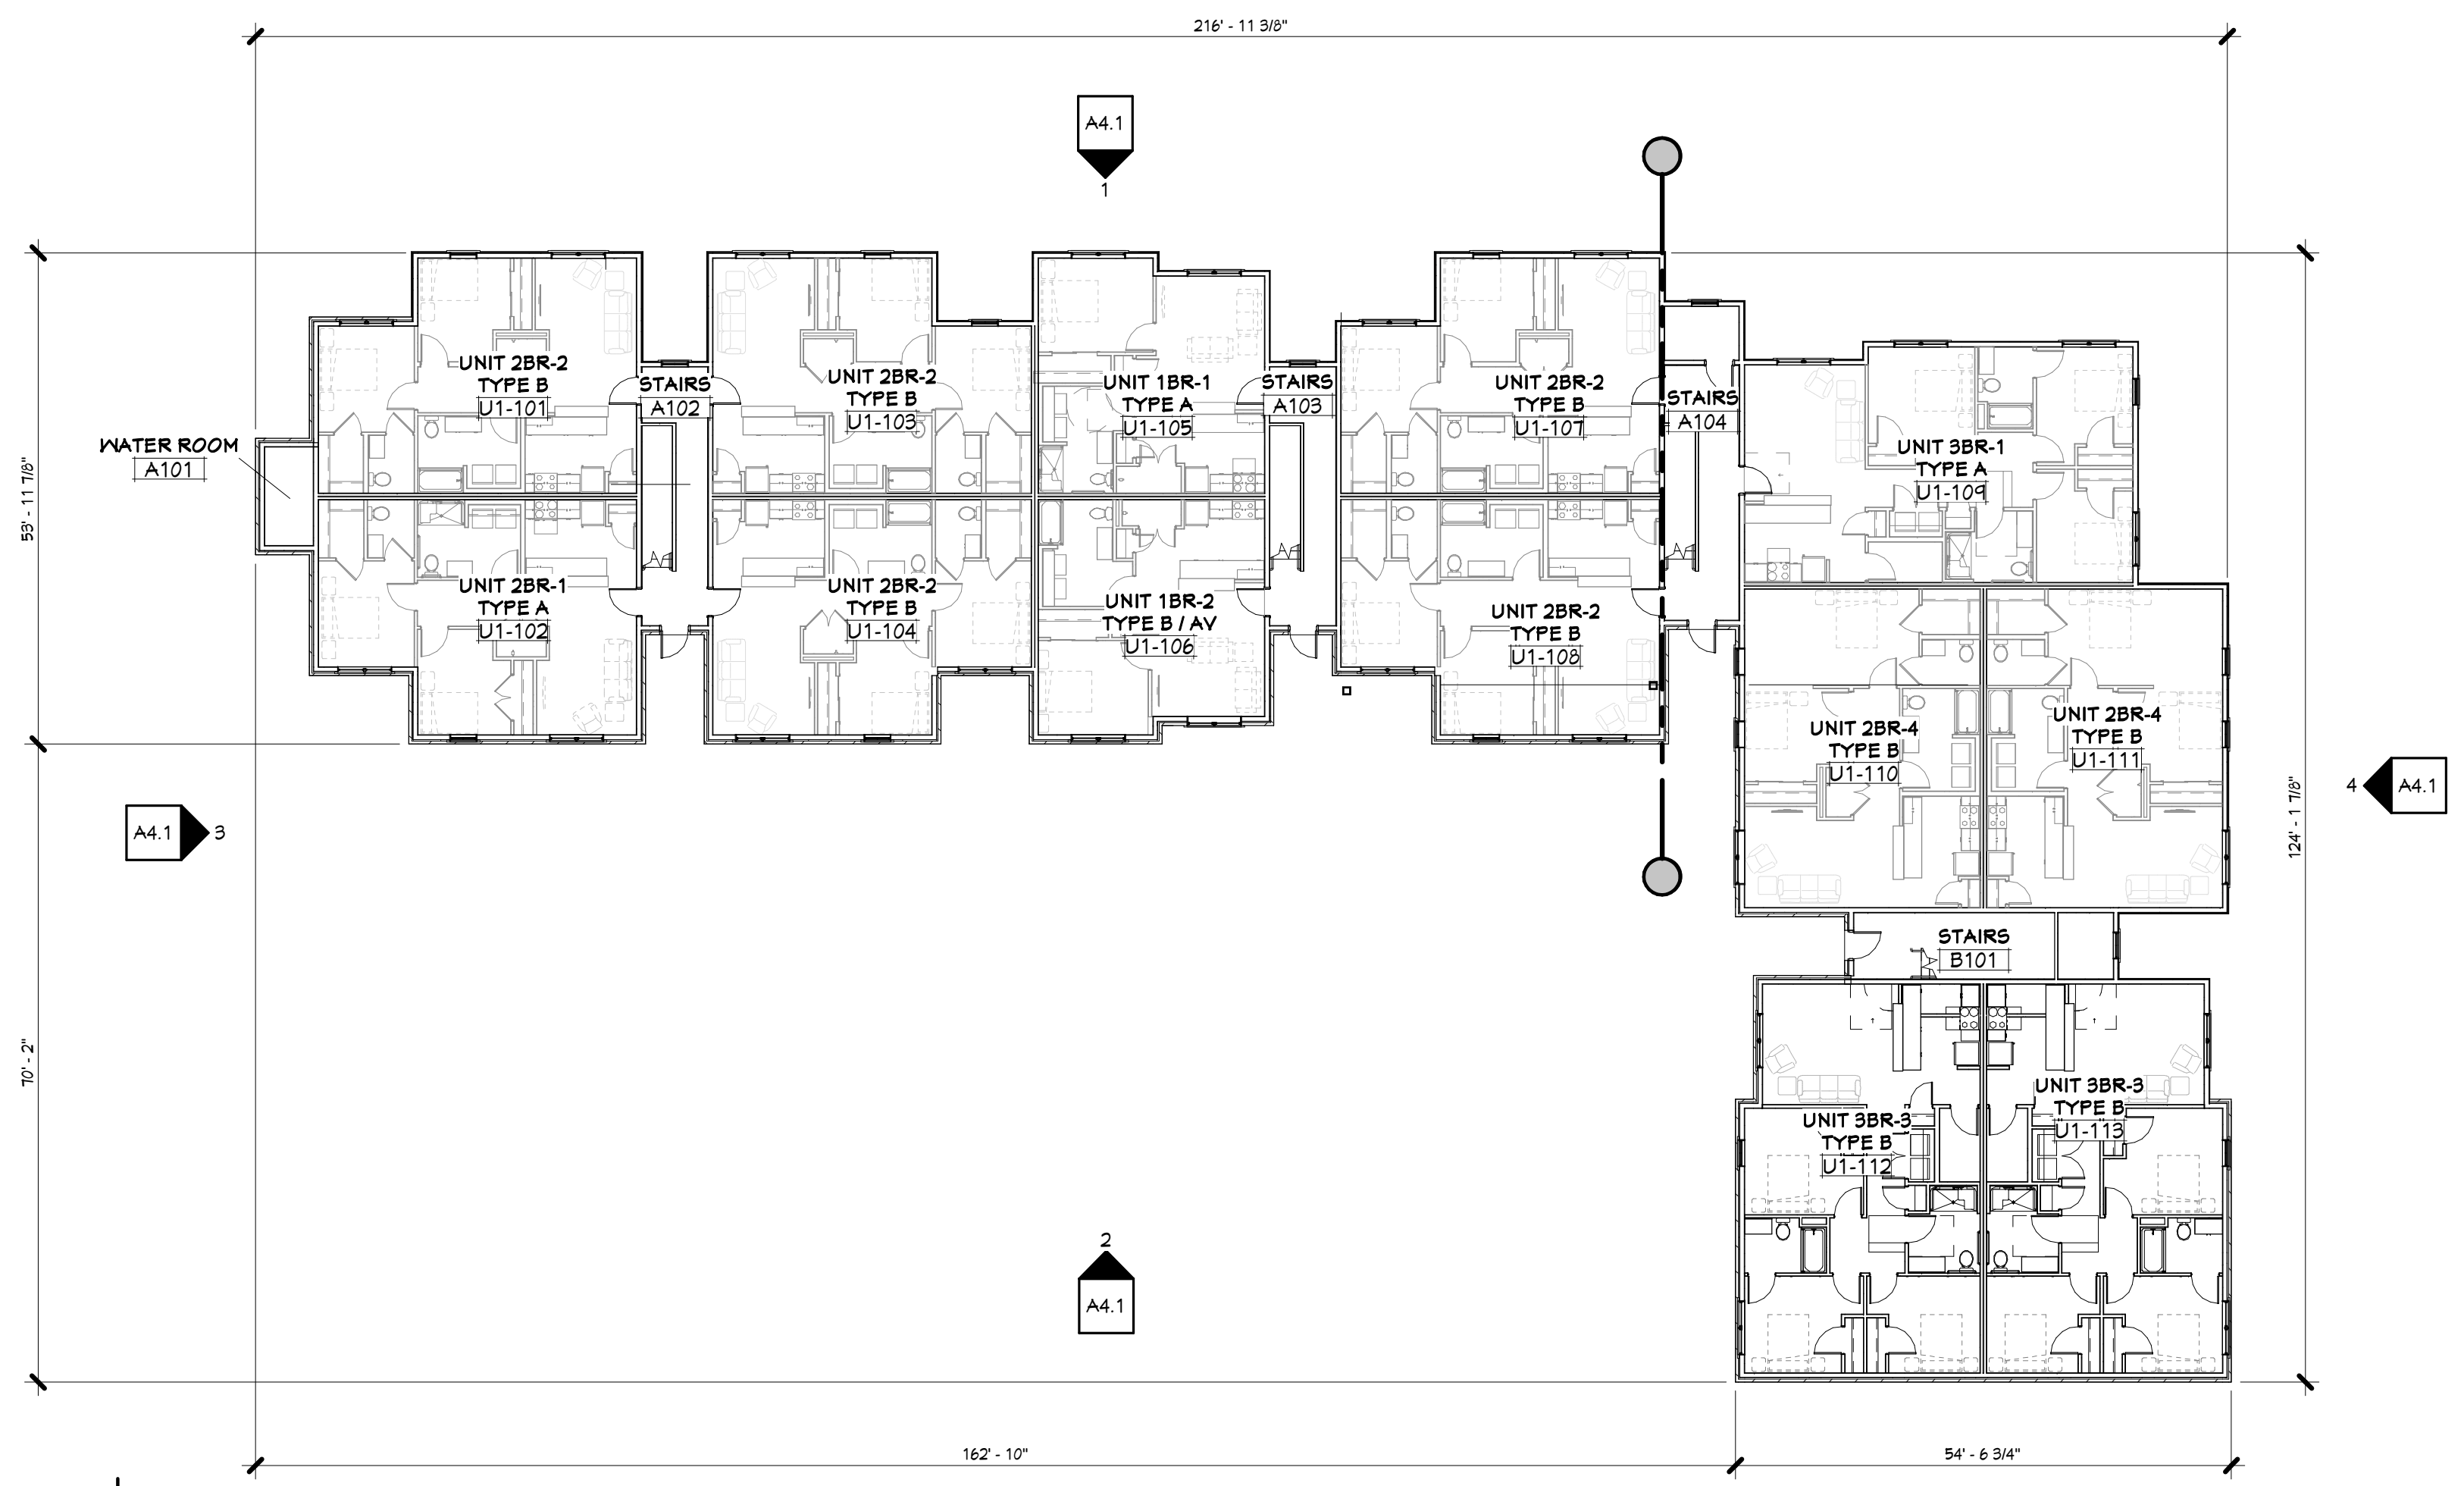 216' - 11 3/8"
A4.1
1
UNIT 2BR-2
TYPE B
U1-101
STAIRS
A102
UNIT 2BR-2
TYPE B
U1-103
UNIT 1BR-1
TYPE A
U1-105
STAIRS
A103
UNIT 2BR-2
TYPE B
U1-107
STAIRS
A104
UNIT 3BR-1
TYPE A
U1-109
WATER ROOM
A101
53' - 11 7/8"
UNIT 2BR-1
TYPE A
U1-102
UNIT 2BR-2
TYPE B
U1-104
UNIT 1BR-2
TYPE B / AV
U1-106
UNIT 2BR-2
TYPE B
U1-108
UNIT 2BR-4
TYPE B
U1-110
UNIT 2BR-4
TYPE B
U1-111
A4.1
3
4
A4.1
124' - 1 7/8"
STAIRS
B101
70' - 2"
UNIT 3BR-3
TYPE B
U1-112
UNIT 3BR-3
TYPE B
U1-113
2
A4.1
162' - 10"
54' - 6 3/4"